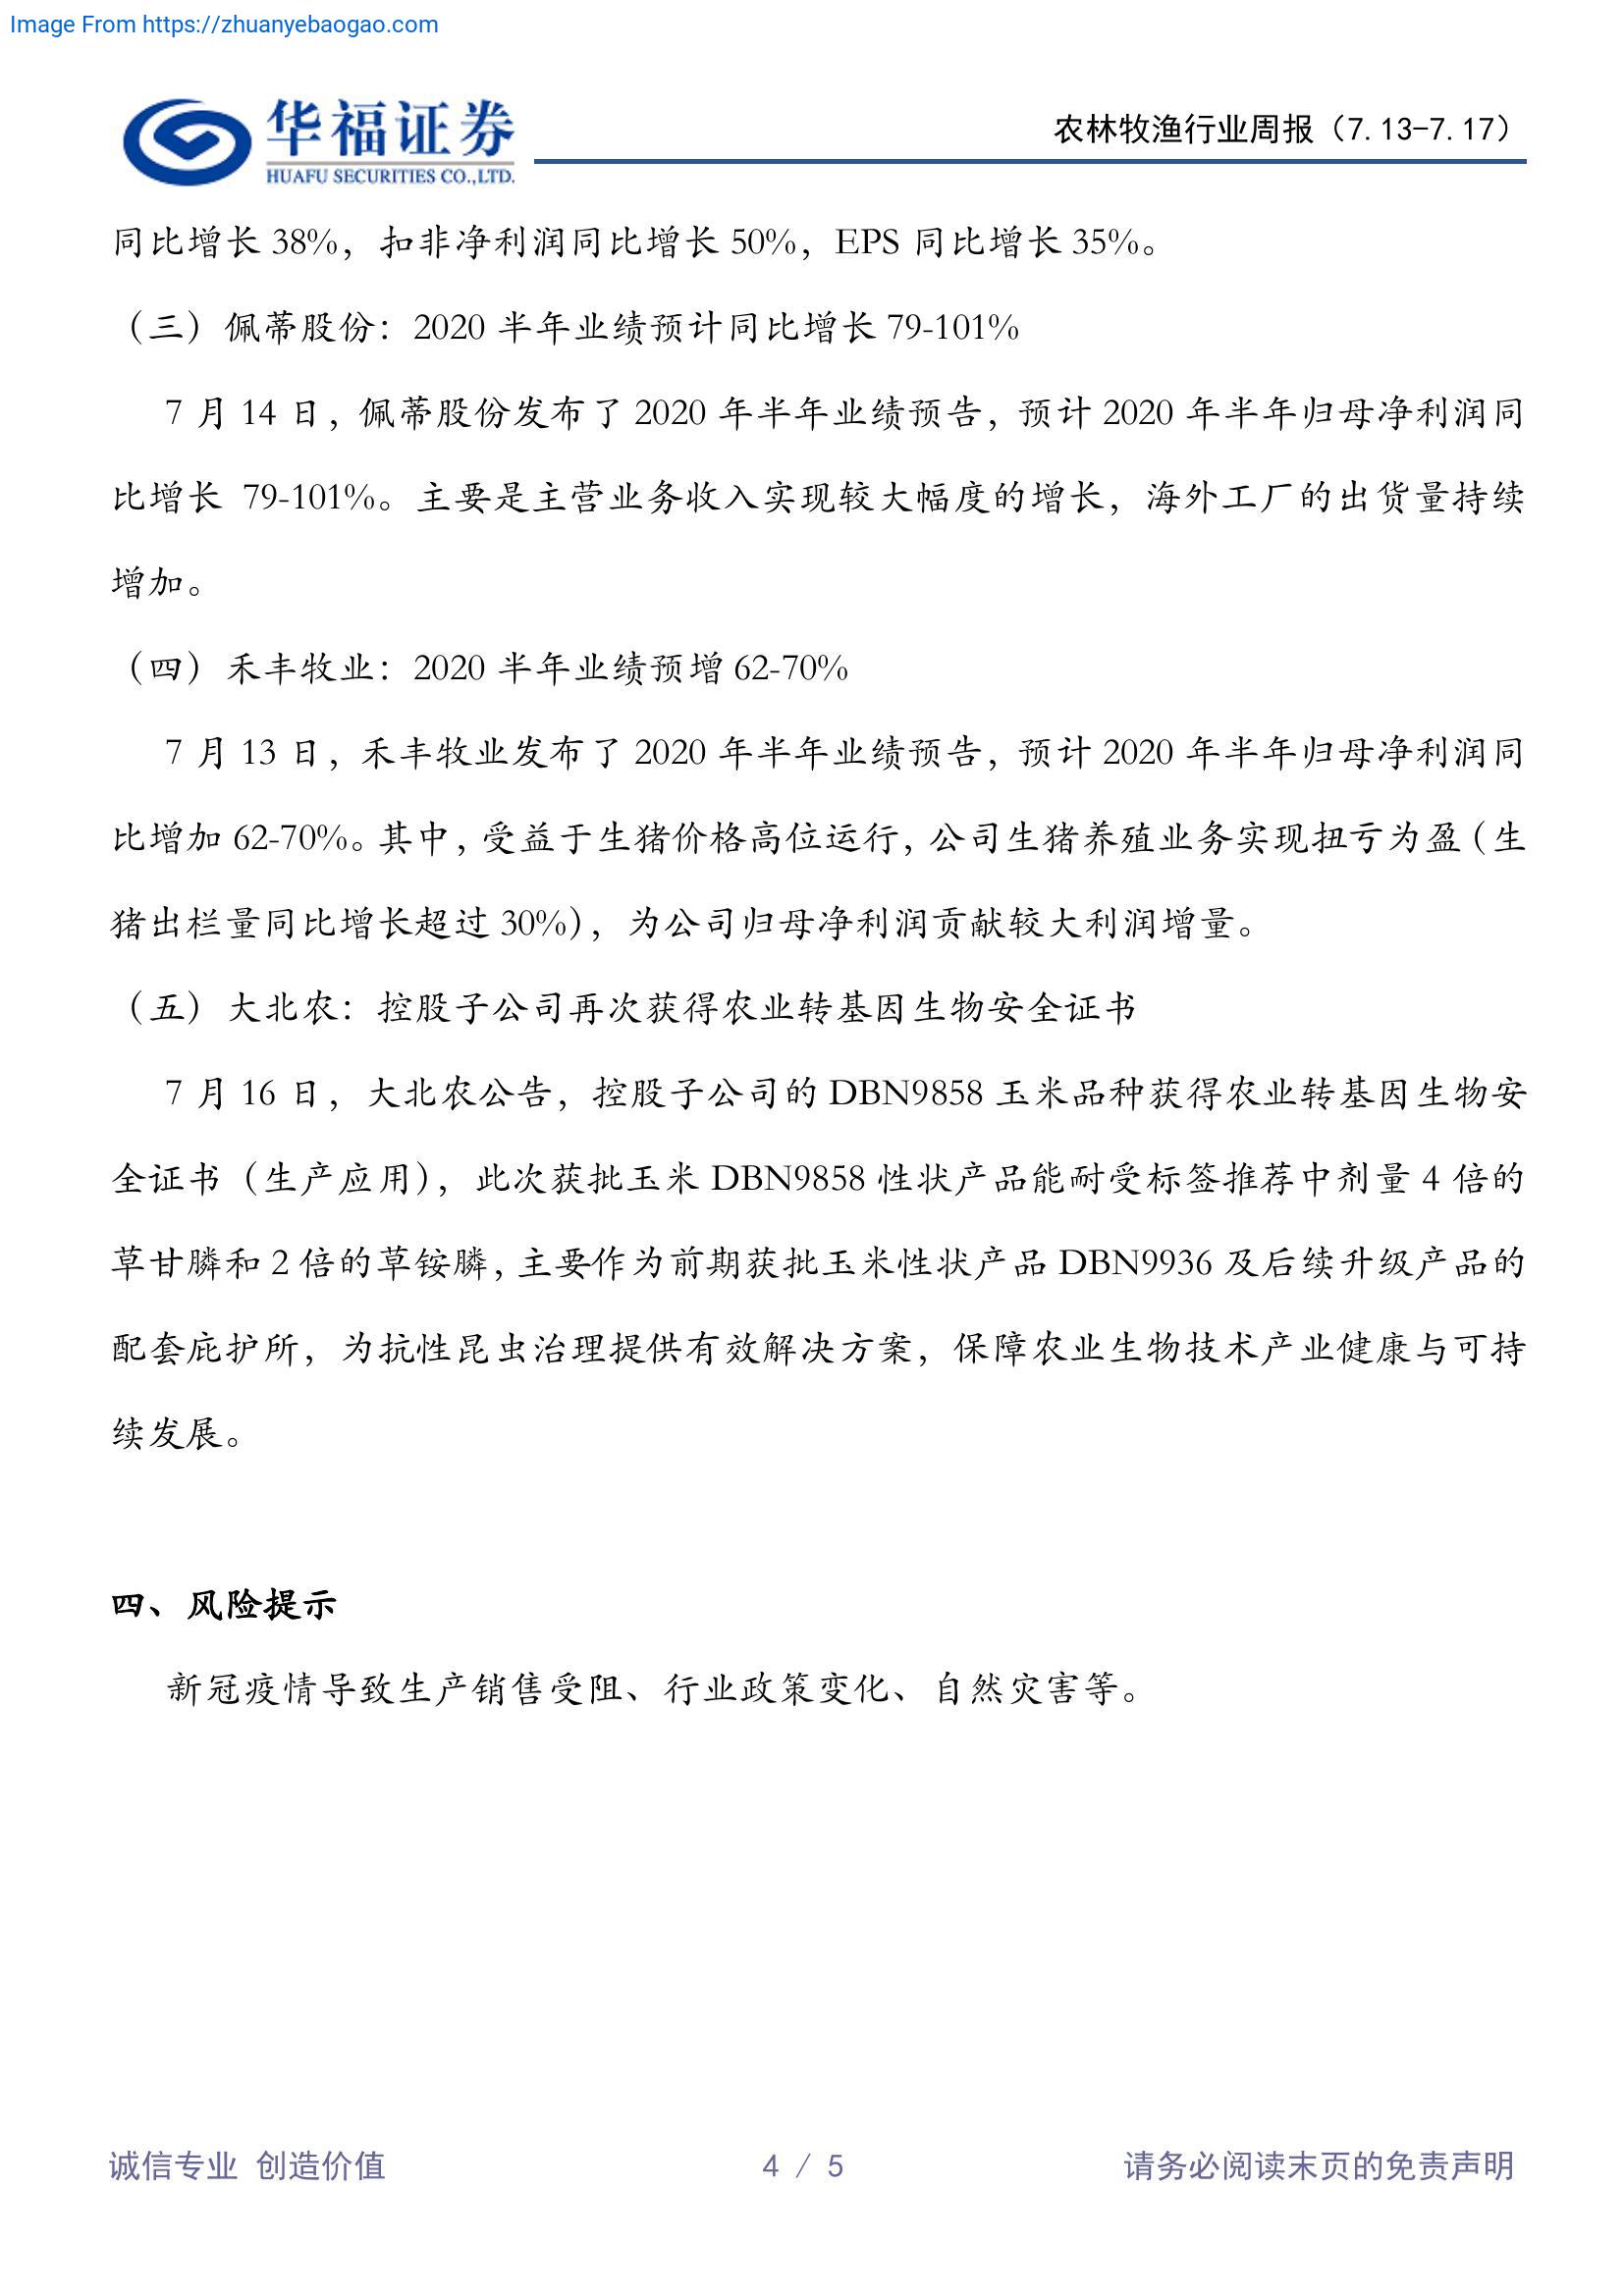 Image From https://zhuanyebaogao.com
华福证券
HUAFU SECURITIES CO.,LTD.
农林牧渔行业周报（7.13-7.17）
同比增长 38%，扣非净利润同比增长 50%，EPS 同比增长 35%。
（三）佩蒂股份：2020 半年业绩预计同比增长 79-101%
7 月 14 日，佩蒂股份发布了 2020 年半年业绩预告，预计 2020 年半年归母净利润同
比增长 79-101%。主要是主营业务收入实现较大幅度的增长，海外工厂的出货量持续
增加。
（四）禾丰牧业：2020 半年业绩预增 62-70%
7 月 13 日，禾丰牧业发布了 2020 年半年业绩预告，预计 2020 年半年归母净利润同
比增加 62-70%。其中，受益于生猪价格高位运行，公司生猪养殖业务实现扭亏为盈（生
猪出栏量同比增长超过 30%），为公司归母净利润贡献较大利润增量。
（五）大北农：控股子公司再次获得农业转基因生物安全证书
7 月 16 日，大北农公告，控股子公司的 DBN9858 玉米品种获得农业转基因生物安
全证书（生产应用），此次获批玉米 DBN9858 性状产品能耐受标签推荐中剂量 4 倍的
草甘膦和 2 倍的草铵膦，主要作为前期获批玉米性状产品 DBN9936 及后续升级产品的
配套庇护所，为抗性昆虫治理提供有效解决方案，保障农业生物技术产业健康与可持
续发展。
四、风险提示
新冠疫情导致生产销售受阻、行业政策变化、自然灾害等。
诚信专业 创造价值
4 / 5
请务必阅读末页的免责声明